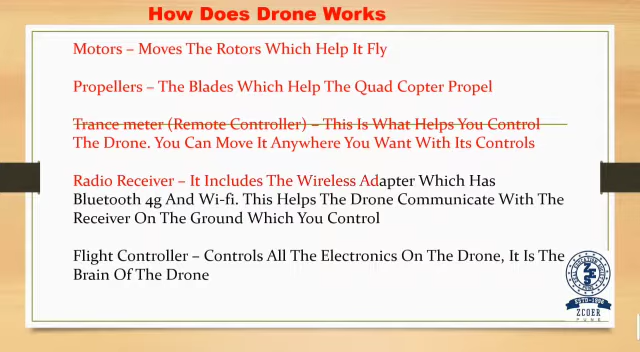 How Does Drone Works
Motors – Moves The Rotors Which Help It Fly
Propellers – The Blades Which Help The Quad Copter Propel
Trance meter (Remote Controller) – This Is What Helps You Control
The Drone. You Can Move It Anywhere You Want With Its Controls
Radio Receiver – It Includes The Wireless Adapter Which Has
Bluetooth 4g And Wi-fi. This Helps The Drone Communicate With The
Receiver On The Ground Which You Control
Flight Controller – Controls All The Electronics On The Drone, It Is The
Brain Of The Drone
ZES
ZCOER
PUNE